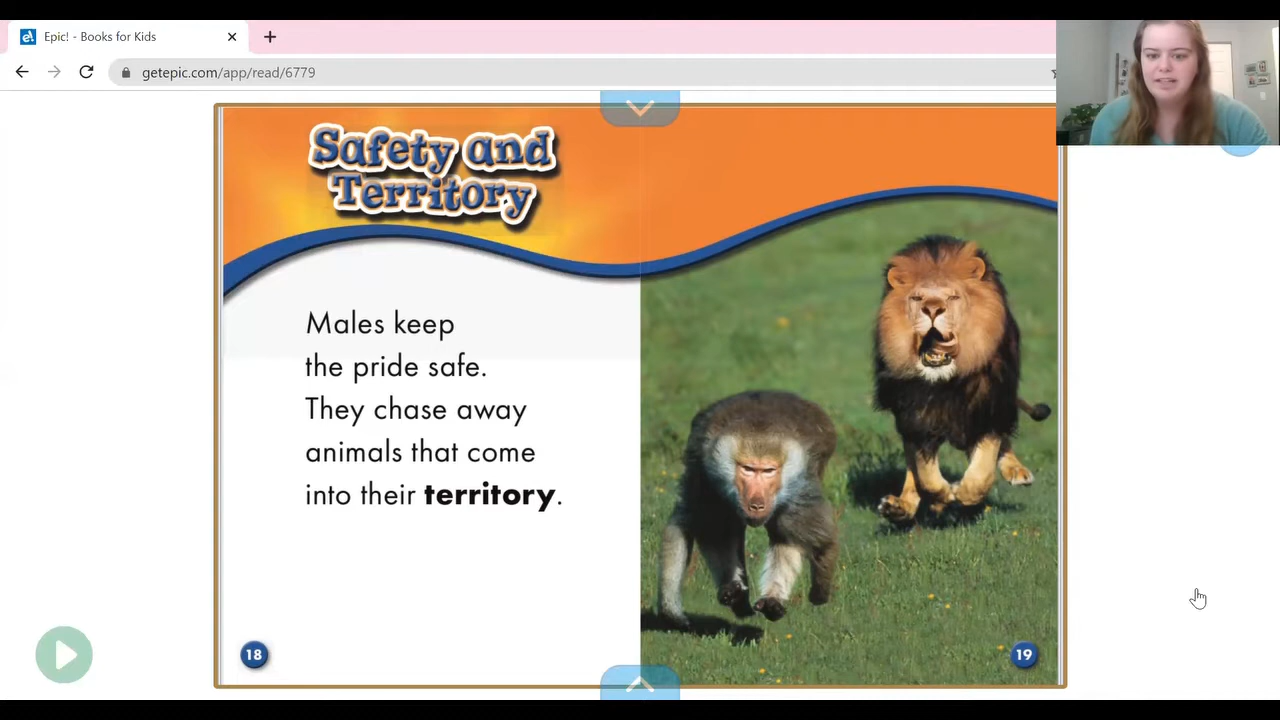 Epic! - Books for Kids
getepic.com/app/read/6779
Safety and
Territory
Males keep
the pride safe.
They chase away
animals that come
into their territory.
18
19